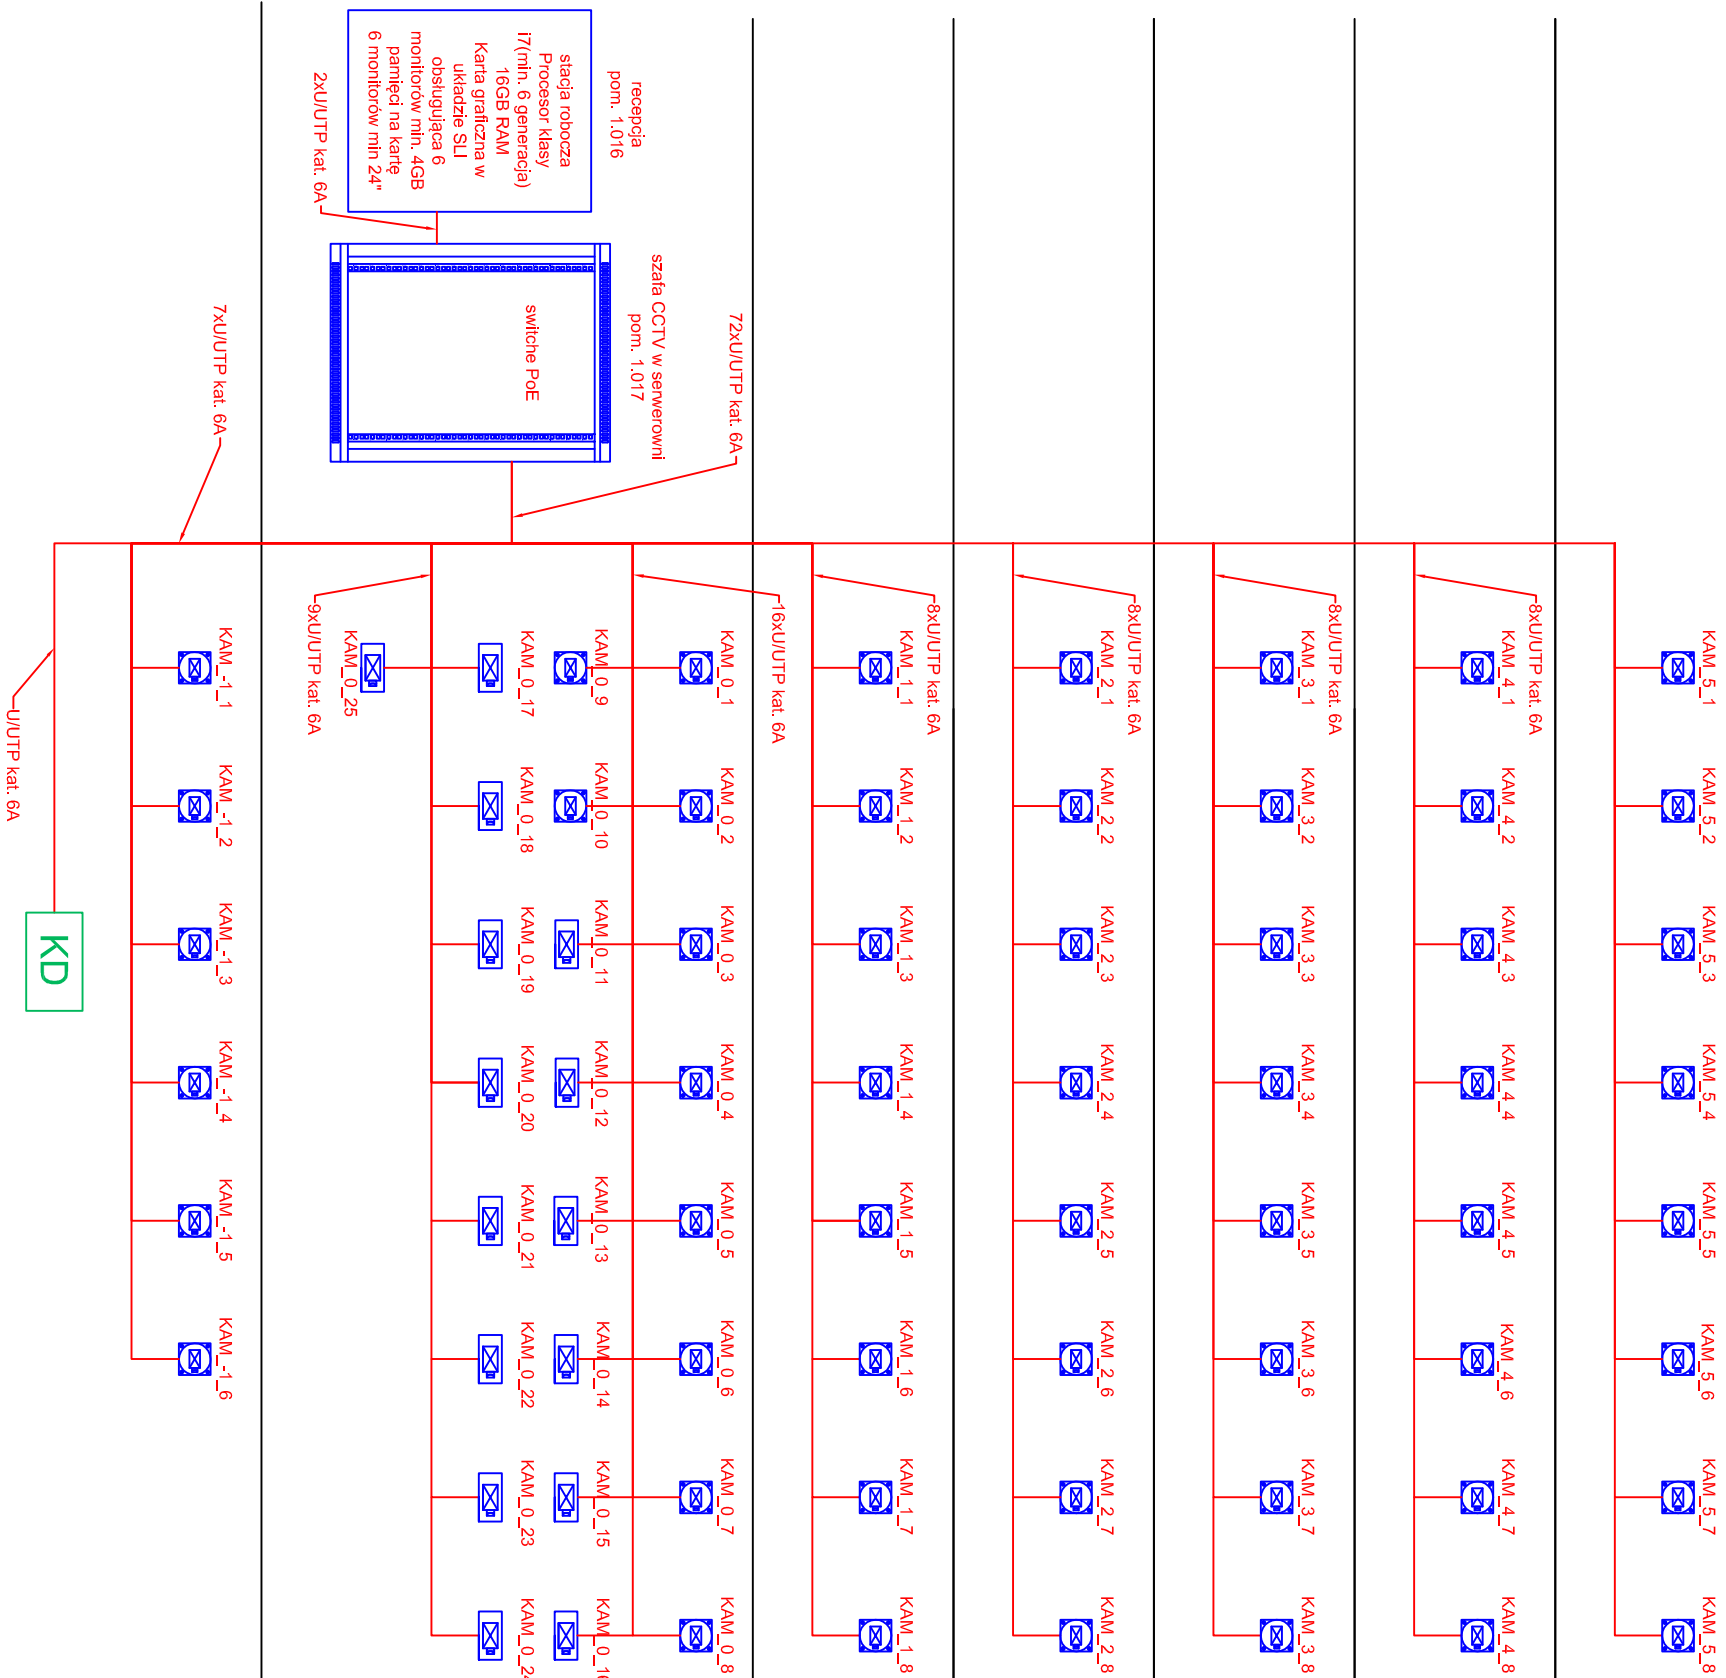 KAM_5_1
KAM_5_2
KAM_5_3
KAM_5_4
KAM_5_5
KAM_5_6
KAM_5_7
KAM_5_8
8xU/UTP kat. 6A
KAM_4_1
KAM_4_2
KAM_4_3
KAM_4_4
KAM_4_5
KAM_4_6
KAM_4_7
KAM_4_8
8xU/UTP kat. 6A
KAM_3_1
KAM_3_2
KAM_3_3
KAM_3_4
KAM_3_5
KAM_3_6
KAM_3_7
KAM_3_8
8xU/UTP kat. 6A
KAM_2_1
KAM_2_2
KAM_2_3
KAM_2_4
KAM_2_5
KAM_2_6
KAM_2_7
KAM_2_8
8xU/UTP kat. 6A
KAM_1_1
KAM_1_2
KAM_1_3
KAM_1_4
KAM_1_5
KAM_1_6
KAM_1_7
KAM_1_8
72xU/UTP kat. 6A
16xU/UTP kat. 6A
KAM_0_1
KAM_0_2
KAM_0_3
KAM_0_4
KAM_0_5
KAM_0_6
KAM_0_7
KAM_0_8
recepcja
pom. 1.016
szafa CCTV w serwerowni
pom. 1.017
KAM_0_9
KAM_0_10
KAM_0_11
KAM_0_12
KAM_0_13
KAM_0_14
KAM_0_15
KAM_0_16
stacja robocza
Procesor klasy
i7(min. 6 generacja)
16GB RAM
Karta graficzna w
układzie SLI
obsługująca 6
monitorów min. 4GB
pamięci na kartę
6 monitorów min 24"
switche PoE
KAM_0_17
KAM_0_18
KAM_0_19
KAM_0_20
KAM_0_21
KAM_0_22
KAM_0_23
KAM_0_24
2xU/UTP kat. 6A
KAM_0_25
9xU/UTP kat. 6A
7xU/UTP kat. 6A
KAM_-1_1
KAM_-1_2
KAM_-1_3
KAM_-1_4
KAM_-1_5
KAM_-1_6
KD
U/UTP kat. 6A